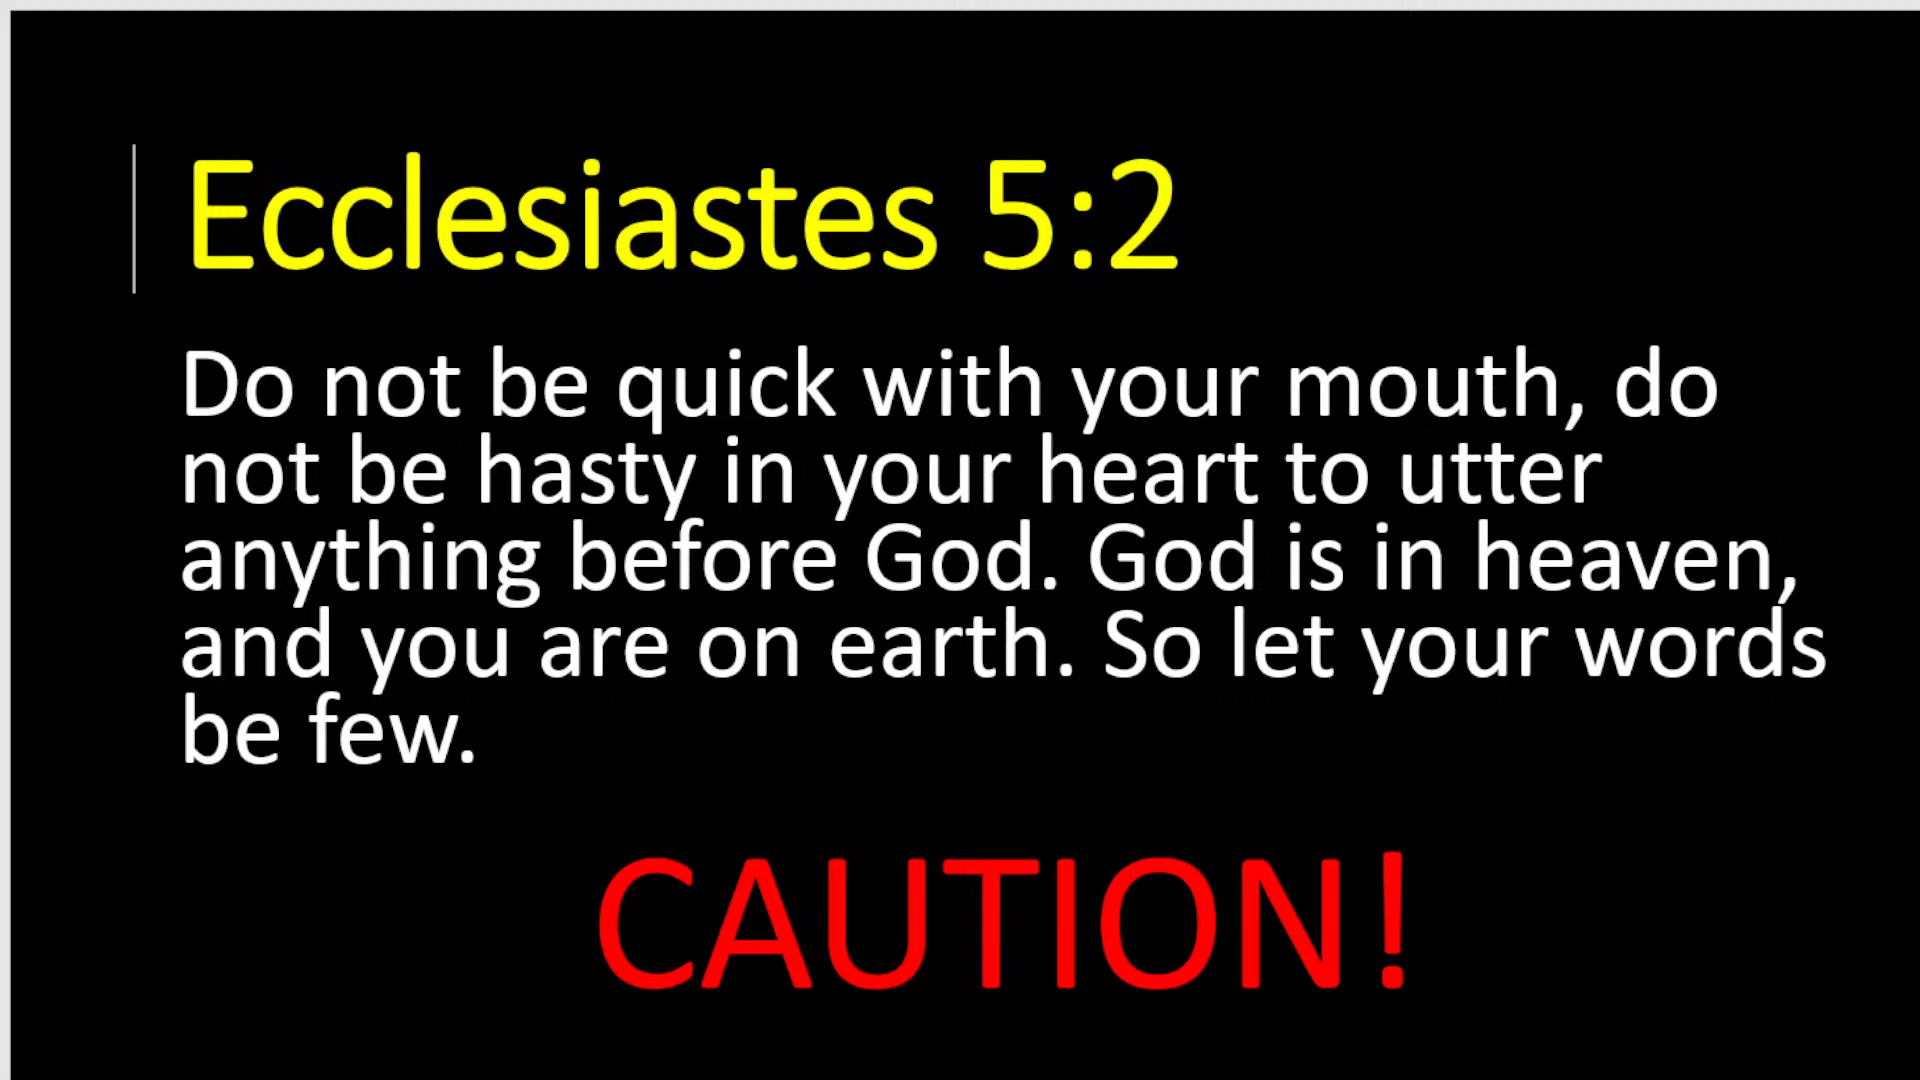 Ecclesiastes 5:2
Do not be quick with your mouth, do
not be hasty in your heart to utter
anything before God. God is in heaven,
and you are on earth. So let your words
be few.
CAUTION!